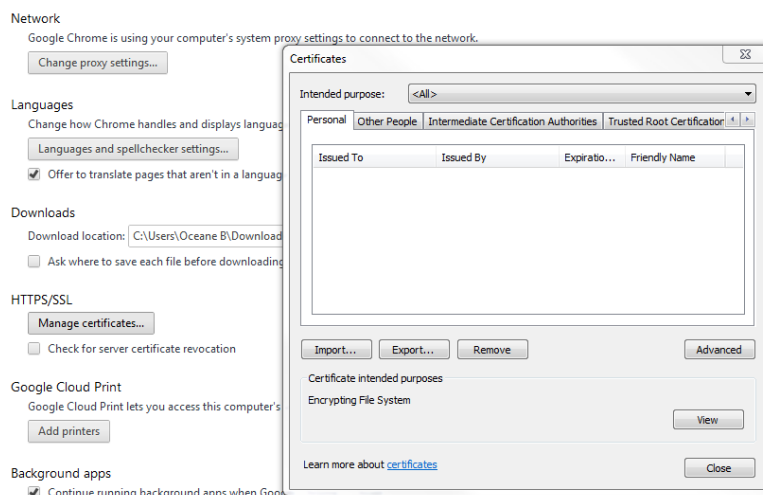 Network
Google Chrome is using your computer's system proxy settings to connect to the network.
Change proxy settings...
Languages
Change how Chrome handles and displays languag
Languages and spellchecker settings...
Offer to translate pages that aren't in a languag
Downloads
Download location: C:\Users\Oceane B\Download
Ask where to save each file before downloading
HTTPS/SSL
Manage certificates...
Check for server certificate revocation
Google Cloud Print
Google Cloud Print lets you access this computer's
Add printers
Background apps
Continue running background apps when Goog
Certificates
Intended purpose: <All>
Personal Other People Intermediate Certification Authorities Trusted Root Certification
Issued To Issued By Expiratio... Friendly Name
Import... Export... Remove Advanced
Certificate intended purposes
Encrypting File System
View
Learn more about certificates
Close